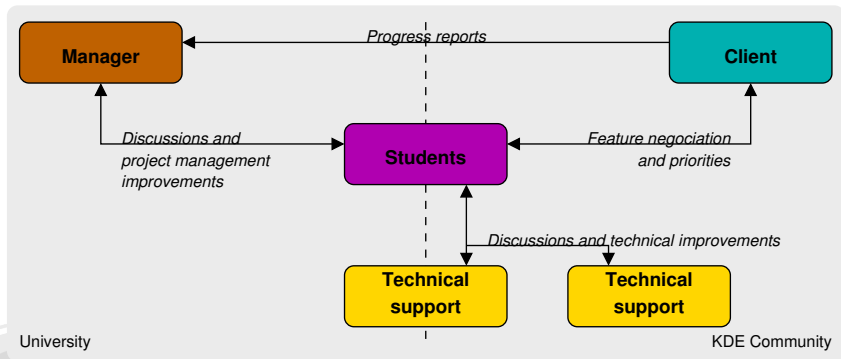 Progress reports
Manager
Client
Discussions and
project management
improvements
Students
Feature negociation
and priorities
Discussions and technical improvements
Technical
support
Technical
support
University
KDE Community